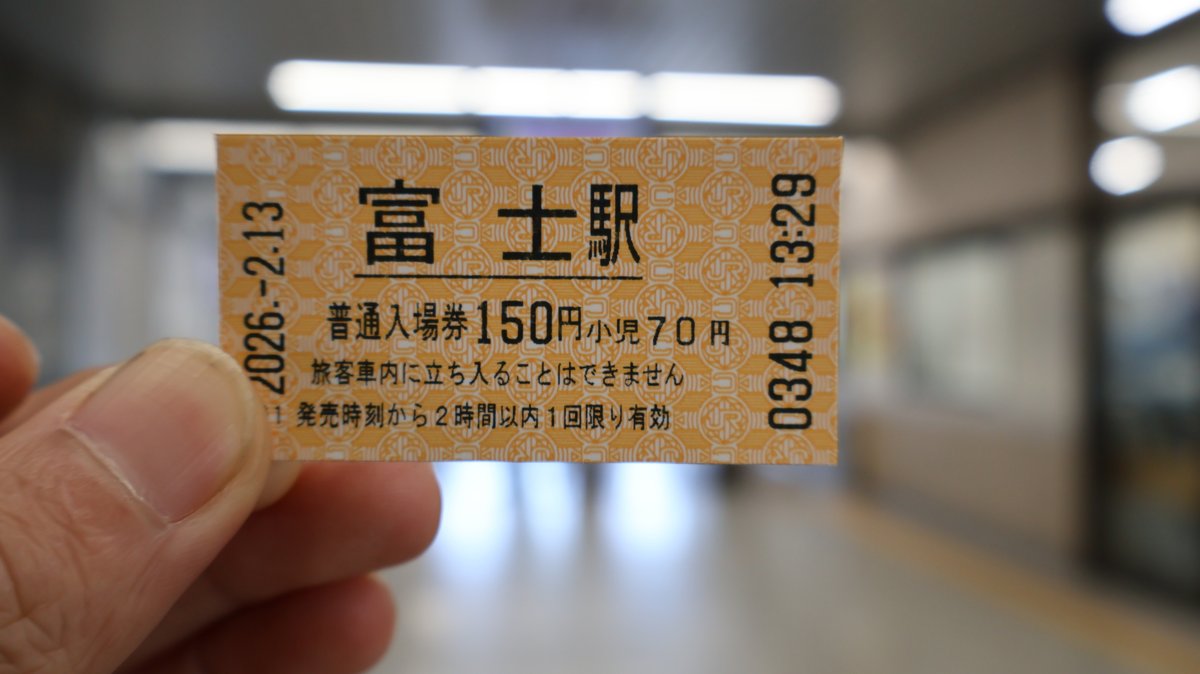 富士駅
普通入場券150円小児70円
旅客車内に立ち入ることはできません
発売時刻から2時間以内1回限り有効
2026.-2.13
0348 13:29